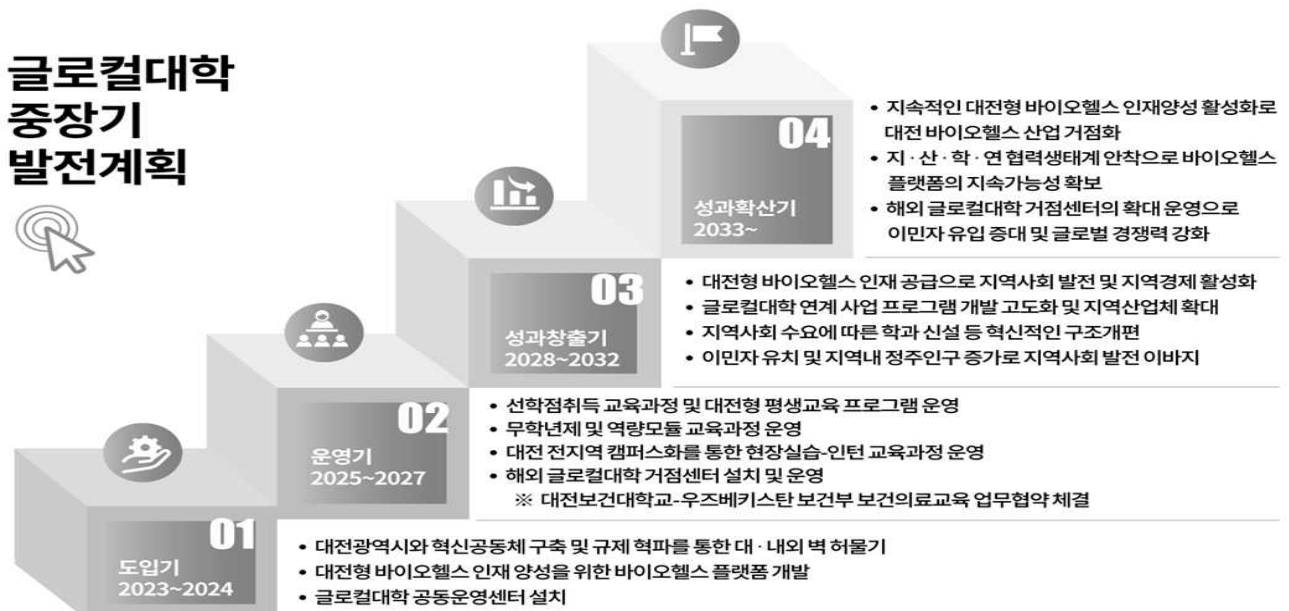 글로컬대학
중장기
발전계획
04
성과확산기
2033~
• 지속적인 대전형 바이오헬스 인재양성 활성화로
대전 바이오헬스 산업 거점화
• 지·산·학·연 협력생태계 안착으로 바이오헬스
플랫폼의 지속가능성 확보
• 해외 글로컬대학 거점센터의 확대 운영으로
이민자 유입 증대 및 글로벌 경쟁력 강화
03
성과창출기
2028~2032
• 대전형 바이오헬스 인재 공급으로 지역사회 발전 및 지역경제 활성화
• 글로컬대학 연계 사업 프로그램 개발 고도화 및 지역산업체 확대
• 지역사회 수요에 따른 학과 신설 등 혁신적인 구조개편
• 이민자 유치 및 지역내 정주인구 증가로 지역사회 발전 이바지
02
운영기
2025~2027
• 선학점취득 교육과정 및 대전형 평생교육 프로그램 운영
• 무학년제 및 역량모듈 교육과정 운영
• 대전 전지역 캠퍼스화를 통한 현장실습-인턴 교육과정 운영
• 해외 글로컬대학 거점센터 설치 및 운영
※ 대전보건대학교-우즈베키스탄 보건부 보건의료교육 업무협약 체결
01
도입기
2023~2024
• 대전광역시와 혁신공동체 구축 및 규제 혁파를 통한 대·내외 벽 허물기
• 대전형 바이오헬스 인재 양성을 위한 바이오헬스 플랫폼 개발
• 글로컬대학 공동운영센터 설치